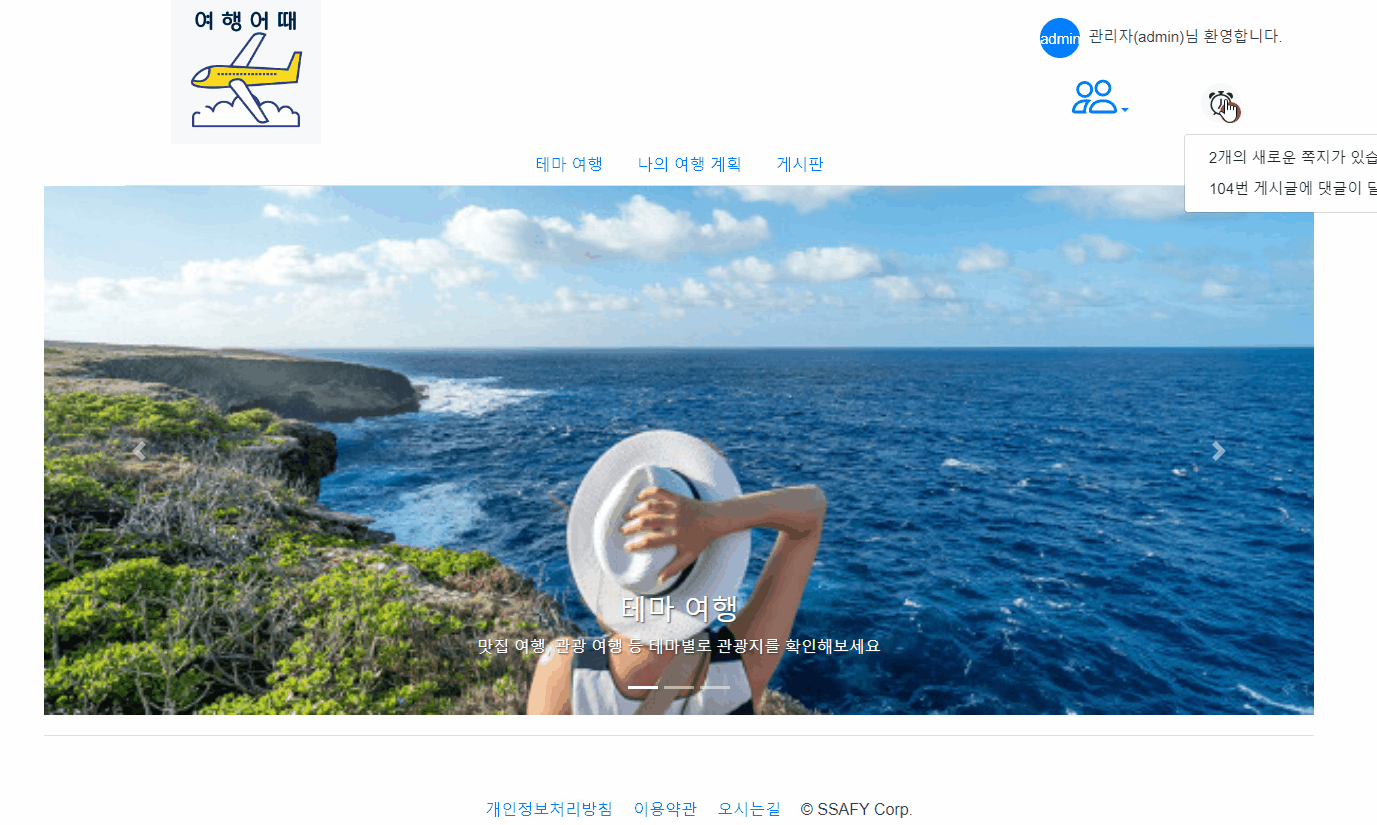 여행어때
admin 관리자(admin)님 환영합니다.
2개의 새로운 쪽지가 있
104번 게시글에 댓글이
테마 여행 나의 여행 계획 게시판
테마 여행
맛집 여행, 관광 여행 등 테마별로 관광지를 확인해보세요
개인정보처리방침 이용약관 오시는길 © SSAFY Corp.